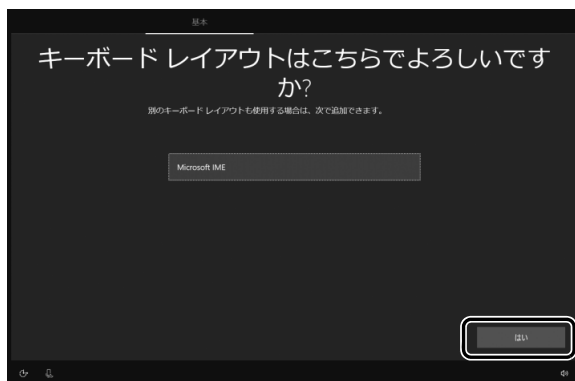 基本
キーボード レイアウトはこちらでよろしいです
か?
別のキーボード レイアウトも使用する場合は、次で追加できます。
Microsoft IME
はい